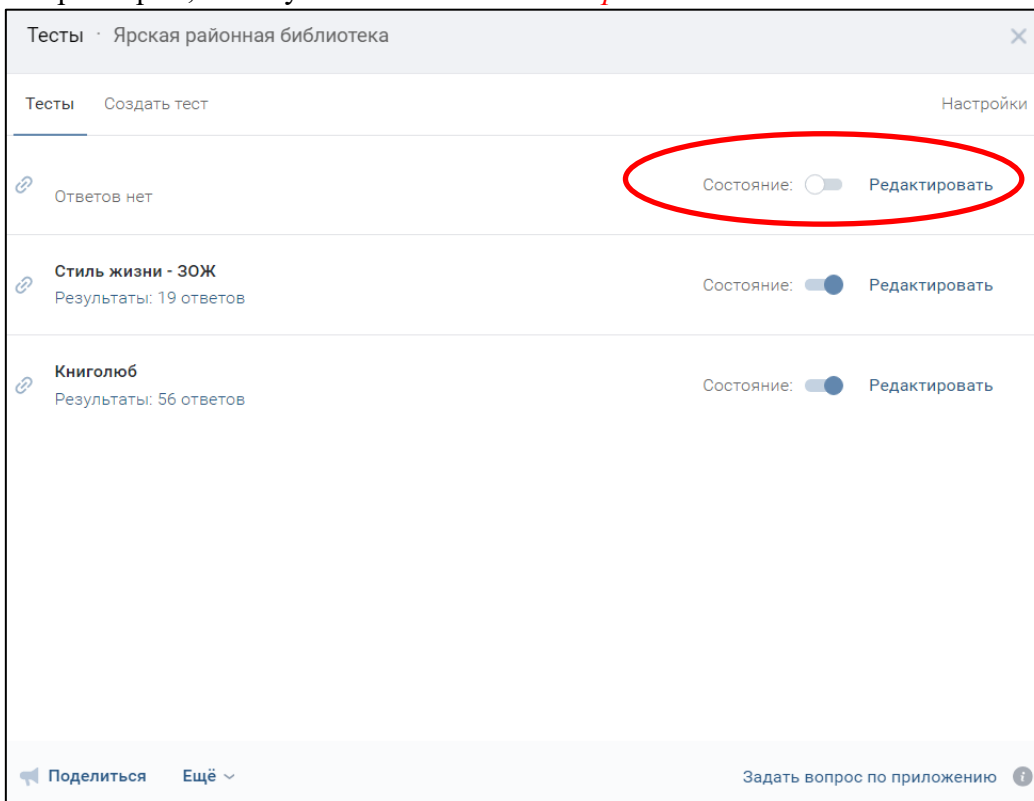 Тесты · Ярская районная библиотека
Тесты Создать тест Настройки
Состояние: Редактировать
Ответов нет
Стиль жизни - ЗОЖ
Состояние: Редактировать
Результаты: 19 ответов
Книголюб
Состояние: Редактировать
Результаты: 56 ответов
Поделиться Ещё Задать вопрос по приложению